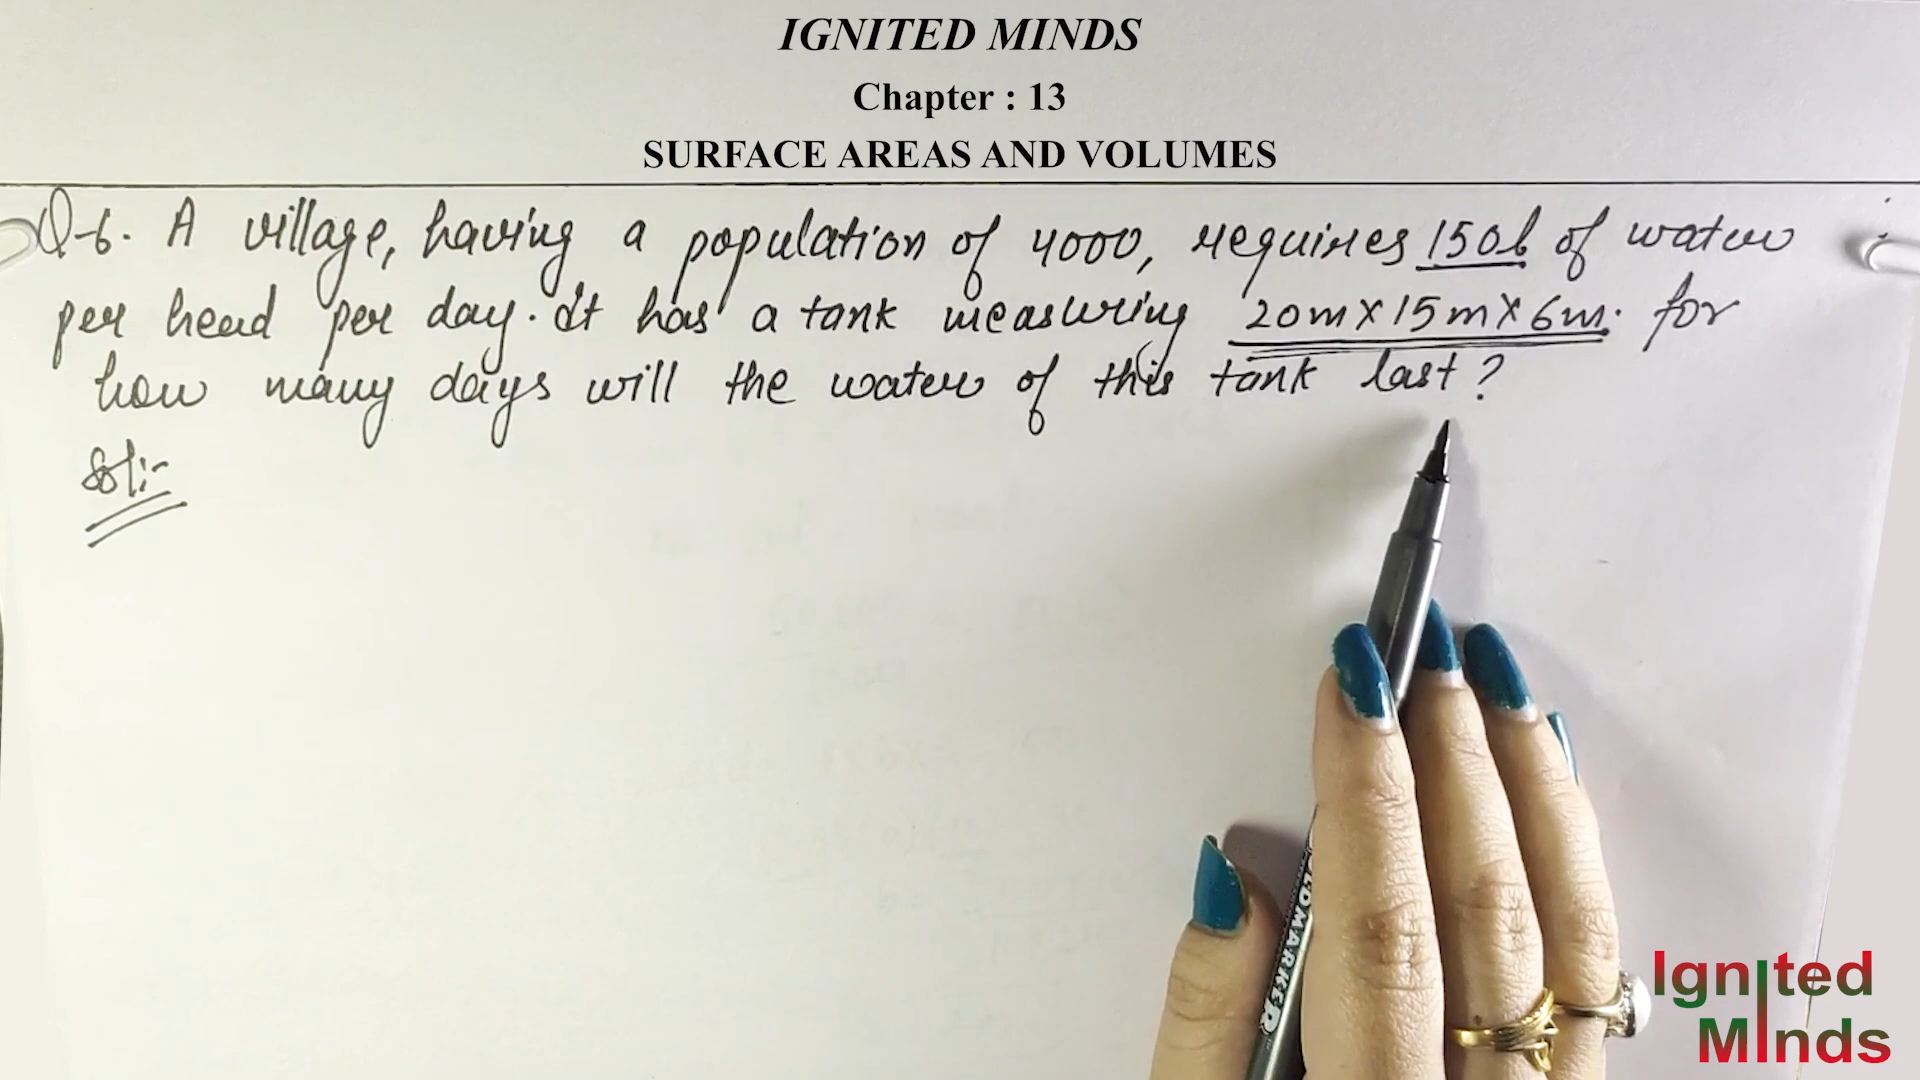 IGNITED MINDS
Chapter : 13
SURFACE AREAS AND VOLUMES
Q-6. A village, having a population of 4000, requires 150l of water
per head per day. It has a tank measuring 20m×15m×6m. for
how many days will the water of this tank last?
Sol:-
CDMARKER
Ignited
Minds